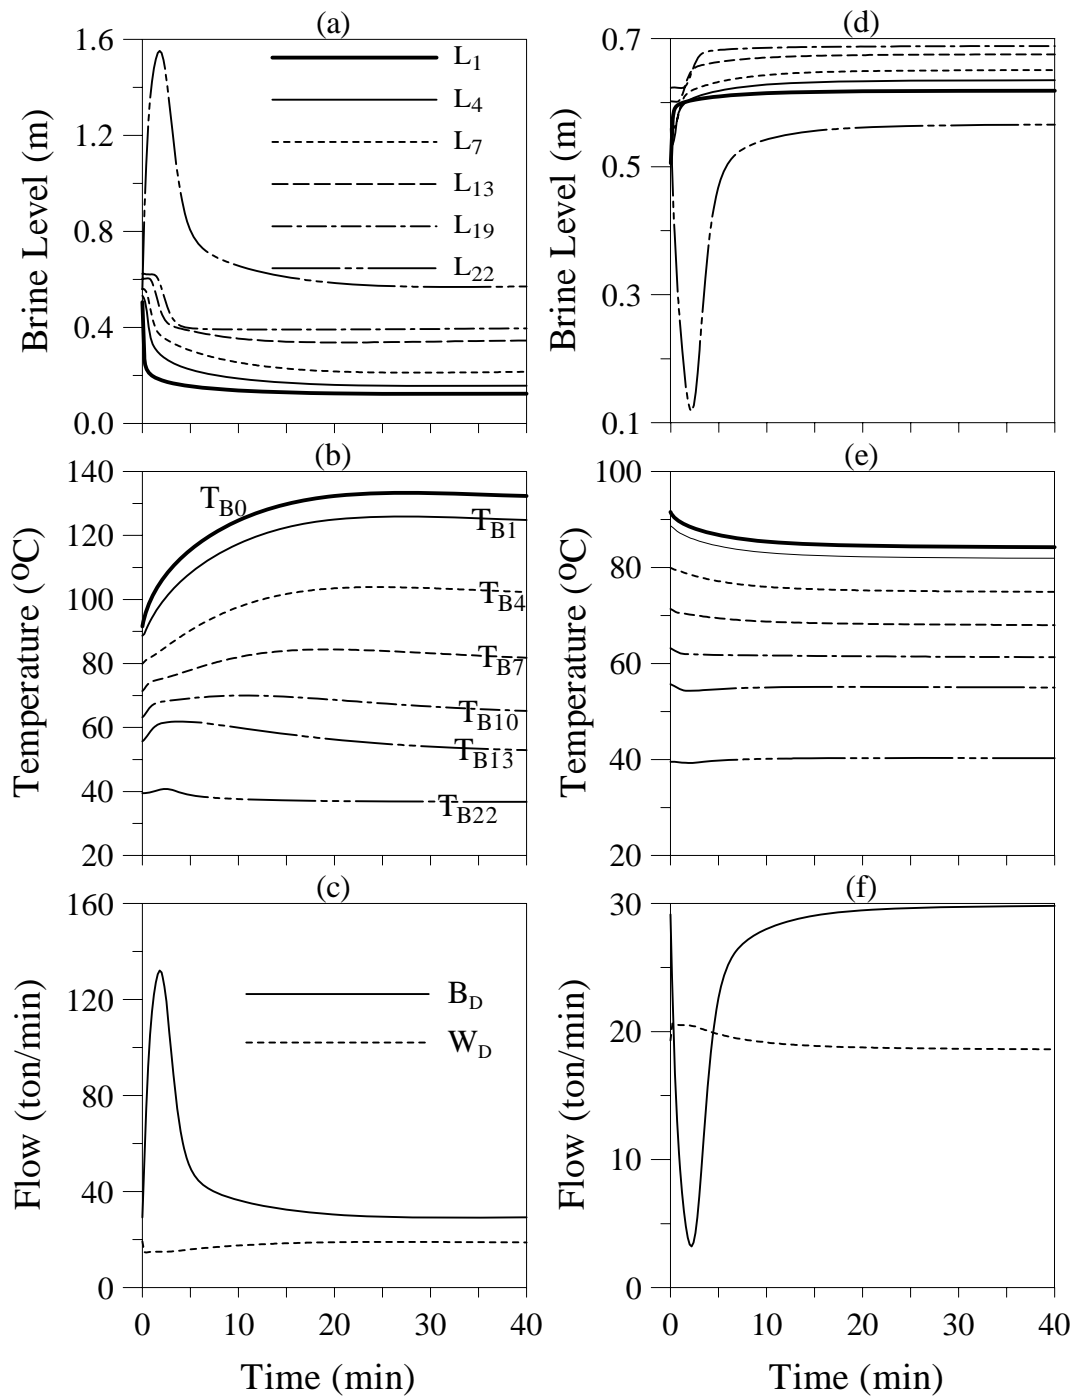 (a)
1.6
1.2
0.8
0.4
0.0
Brine Level (m)
L1
L4
L7
L13
L19
L22
(d)
0.7
0.5
0.3
0.1
Brine Level (m)
(b)
140
120
100
80
60
40
20
Temperature (°C)
TB0
TB1
TB4
TB7
TB10
TB13
TB22
(e)
100
80
60
40
20
Temperature (°C)
(c)
160
120
80
40
0
Flow (ton/min)
BD
WD
0 10 20 30 40
Time (min)
(f)
30
20
10
0
Flow (ton/min)
0 10 20 30 40
Time (min)